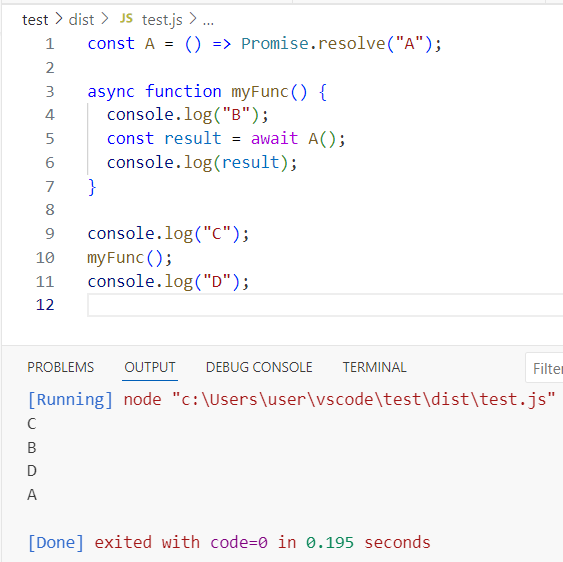 test > dist > JS test.js > ...
1 const A = () => Promise.resolve("A");
2
3 async function myFunc() {
4 console.log("B");
5 const result = await A();
6 console.log(result);
7 }
8
9 console.log("C");
10 myFunc();
11 console.log("D");
12
PROBLEMS OUTPUT DEBUG CONSOLE TERMINAL Filter
[Running] node "c:\Users\user\vscode\test\dist\test.js"
C
B
D
A
[Done] exited with code=0 in 0.195 seconds